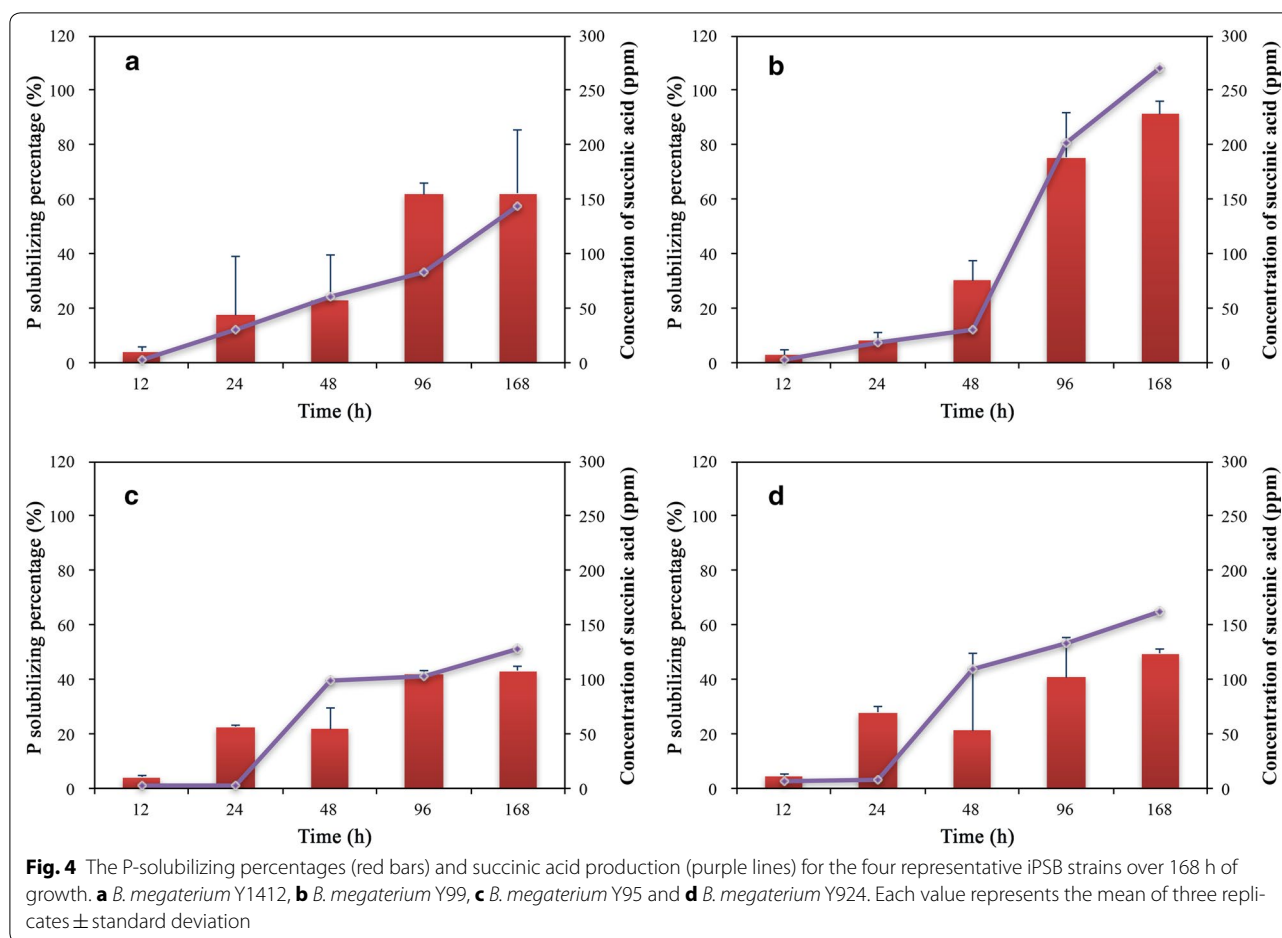 a
P solubilizing percentage (%)
120
100
80
60
40
20
0
300
250
200
150
100
50
0
Concentration of succinic acid (ppm)
12 24 48 96 168
Time (h)
b
P solubilizing percentage (%)
120
100
80
60
40
20
0
300
250
200
150
100
50
0
Concentration of succinic acid (ppm)
12 24 48 96 168
Time (h)
c
P solubilizing percentage (%)
120
100
80
60
40
20
0
300
250
200
150
100
50
0
Concentration of succinic acid (ppm)
12 24 48 96 168
Time (h)
d
P solubilizing percentage (%)
120
100
80
60
40
20
0
300
250
200
150
100
50
0
Concentration of succinic acid (ppm)
12 24 48 96 168
Time (h)
Fig. 4 The P-solubilizing percentages (red bars) and succinic acid production (purple lines) for the four representative iPSB strains over 168 h of
growth. a B. megaterium Y1412, b B. megaterium Y99, c B. megaterium Y95 and d B. megaterium Y924. Each value represents the mean of three repli-
cates ± standard deviation